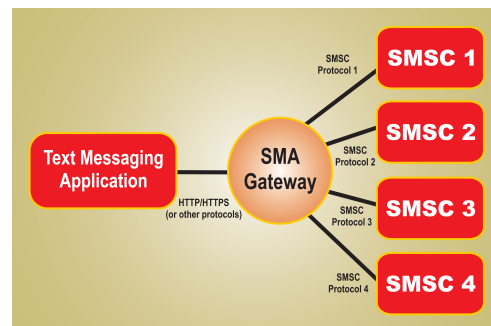 SMSC
Protocol 1
SMSC 1
Text Messaging
Application
HTTP/HTTPS
(or other protocols)
SMA
Gateway
SMSC
Protocol 2
SMSC 2
SMSC
Protocol 3
SMSC 3
SMSC
Protocol 4
SMSC 4